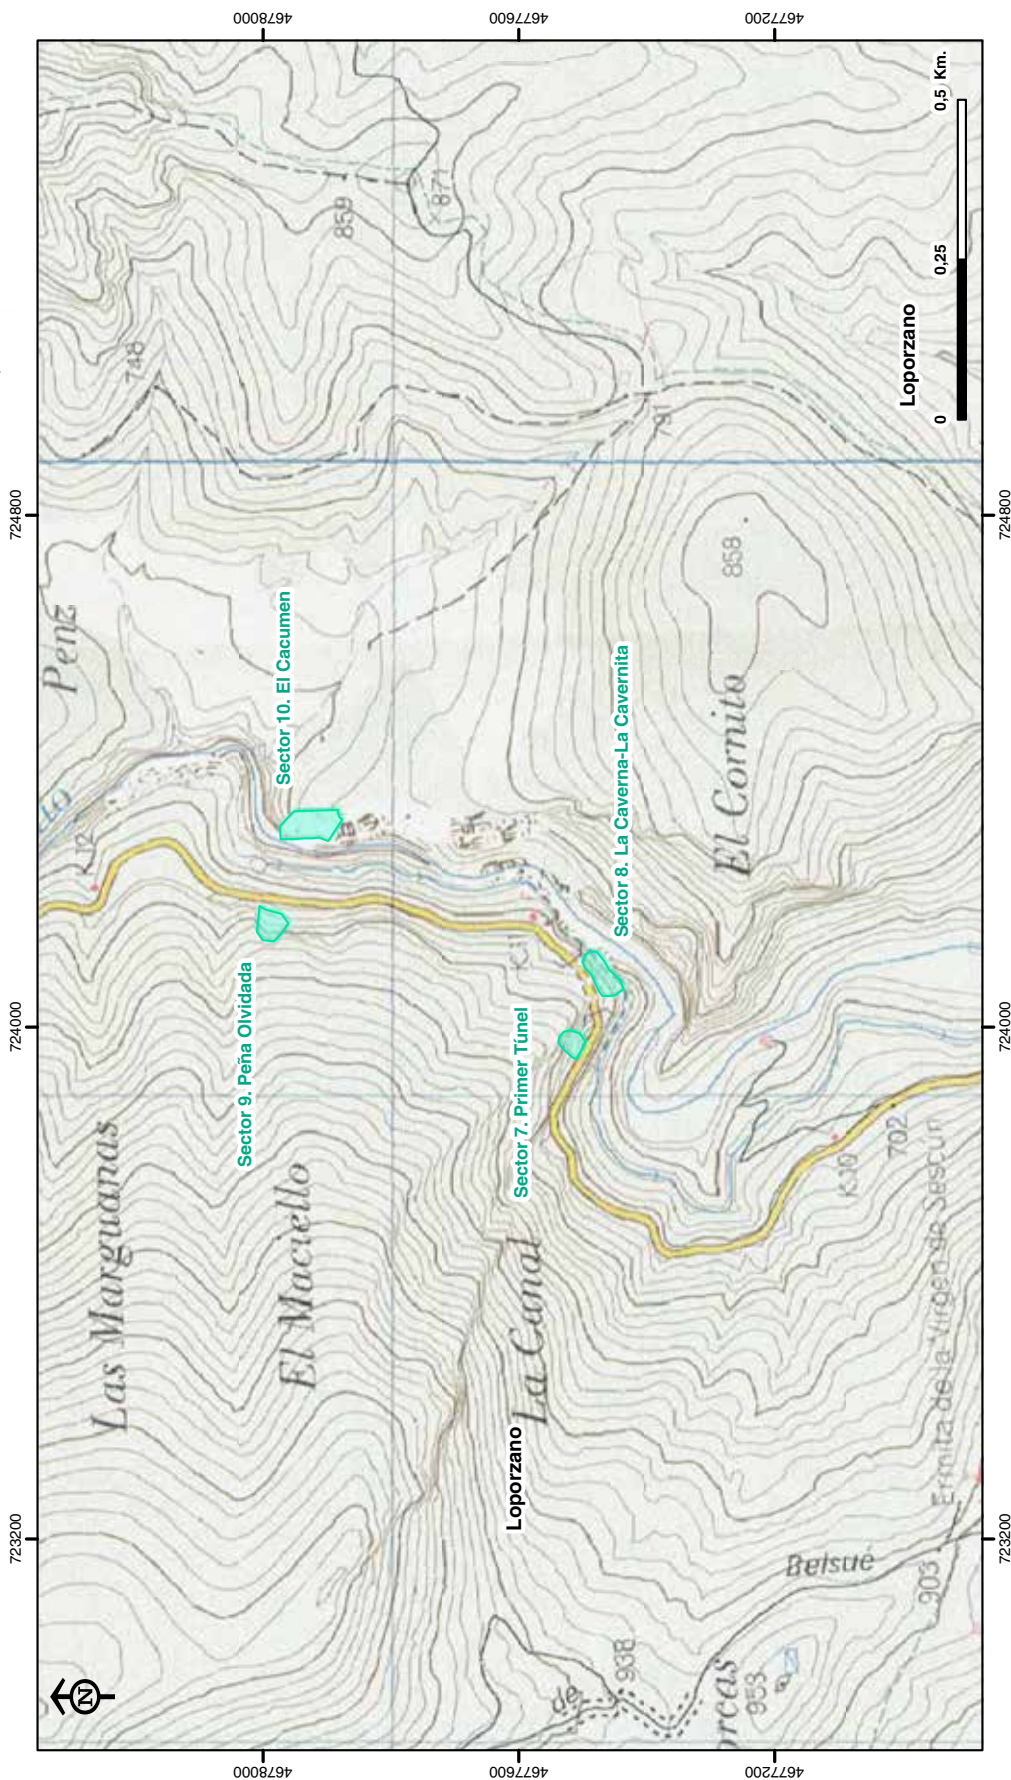 4678000
4677600
4677200
724800
724000
723200
724800
724000
723200
4678000
4677600
4677200
N
Las Marguanas
El Maciello
La Canal
Loporzano
Sector 9. Peña Olvidada
Sector 7. Primer Túnel
Sector 10. El Cacumen
Sector 8. La Caverna-La Cavernita
El Cornito
Penz
748
859
871
858
702
K10
Ermita de la Virgen de Sescún
903
Belsué
de
938
953
Loporzano
0
0,25
0,5 Km.